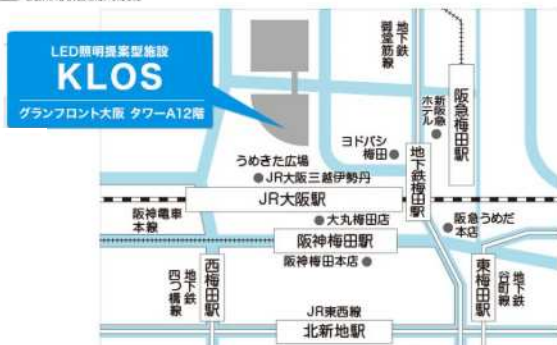 LED照明提案型施設
KLOS
グランフロント大阪 タワーA12階
地下鉄
御堂筋線
新阪急
ホテル
阪急梅田駅
ヨドバシ
梅田
地下鉄梅田駅
うめきた広場
JR大阪三越伊勢丹
JR大阪駅
阪神電車
本線
大丸梅田店
阪急うめだ
本店
阪神梅田駅
阪神梅田本店
地下鉄
四つ橋線
西梅田駅
東梅田駅
地下鉄
谷町線
JR東西線
北新地駅